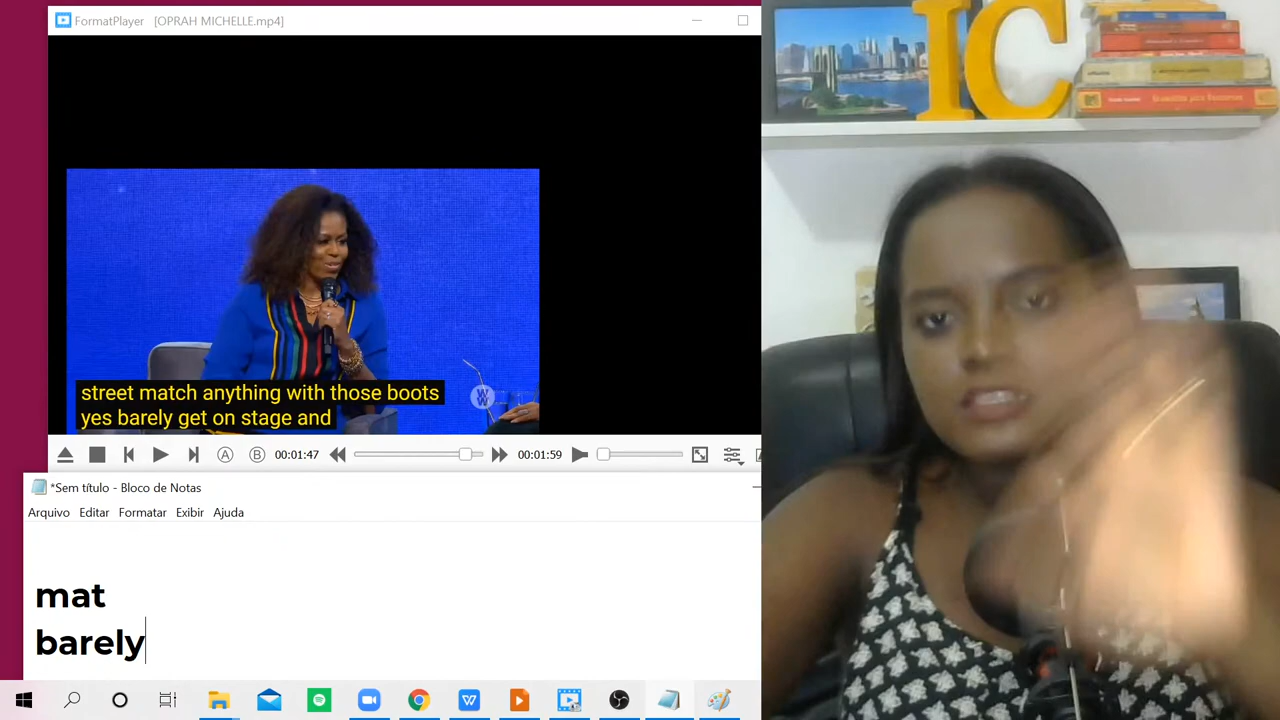 FormatPlayer [OPRAH MICHELLE.mp4]
IC
street match anything with those boots
yes barely get on stage and
W
W
A
B
00:01:47
00:01:59
*Sem título - Bloco de Notas
Arquivo Editar Formatar Exibir Ajuda
mat
barely